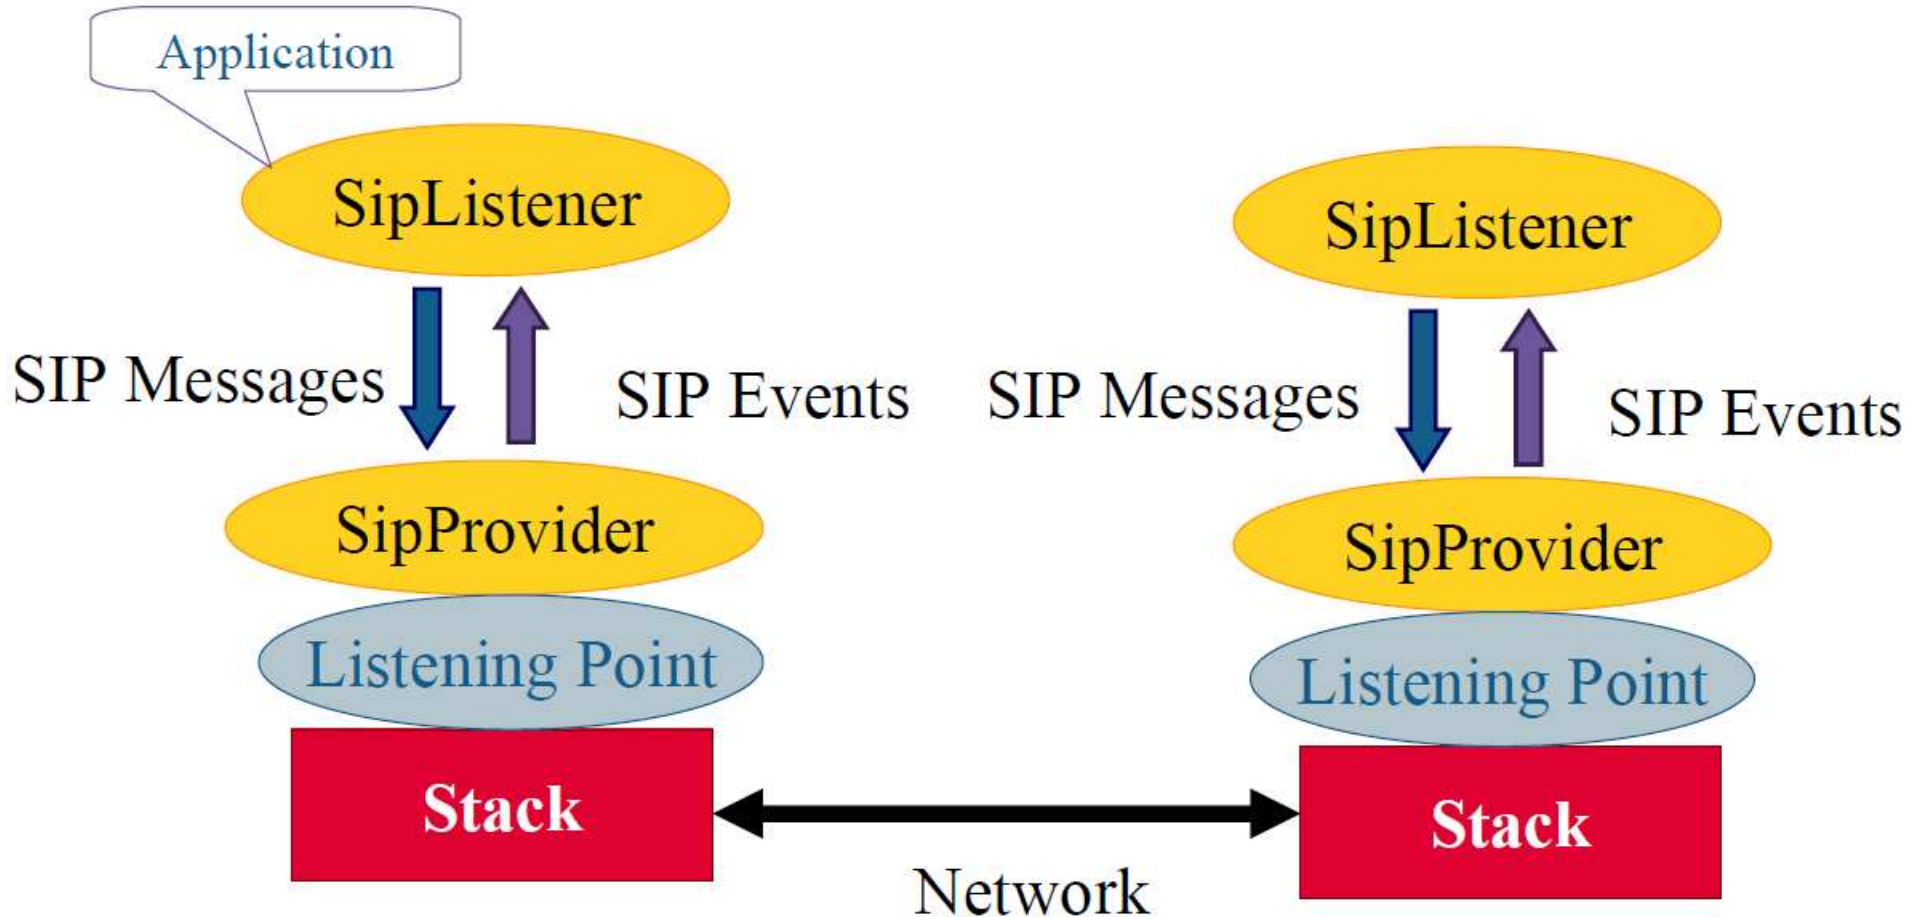 Application
SipListener
SipListener
SIP Messages
SIP Events
SIP Messages
SIP Events
SipProvider
SipProvider
Listening Point
Listening Point
Stack
Stack
Network